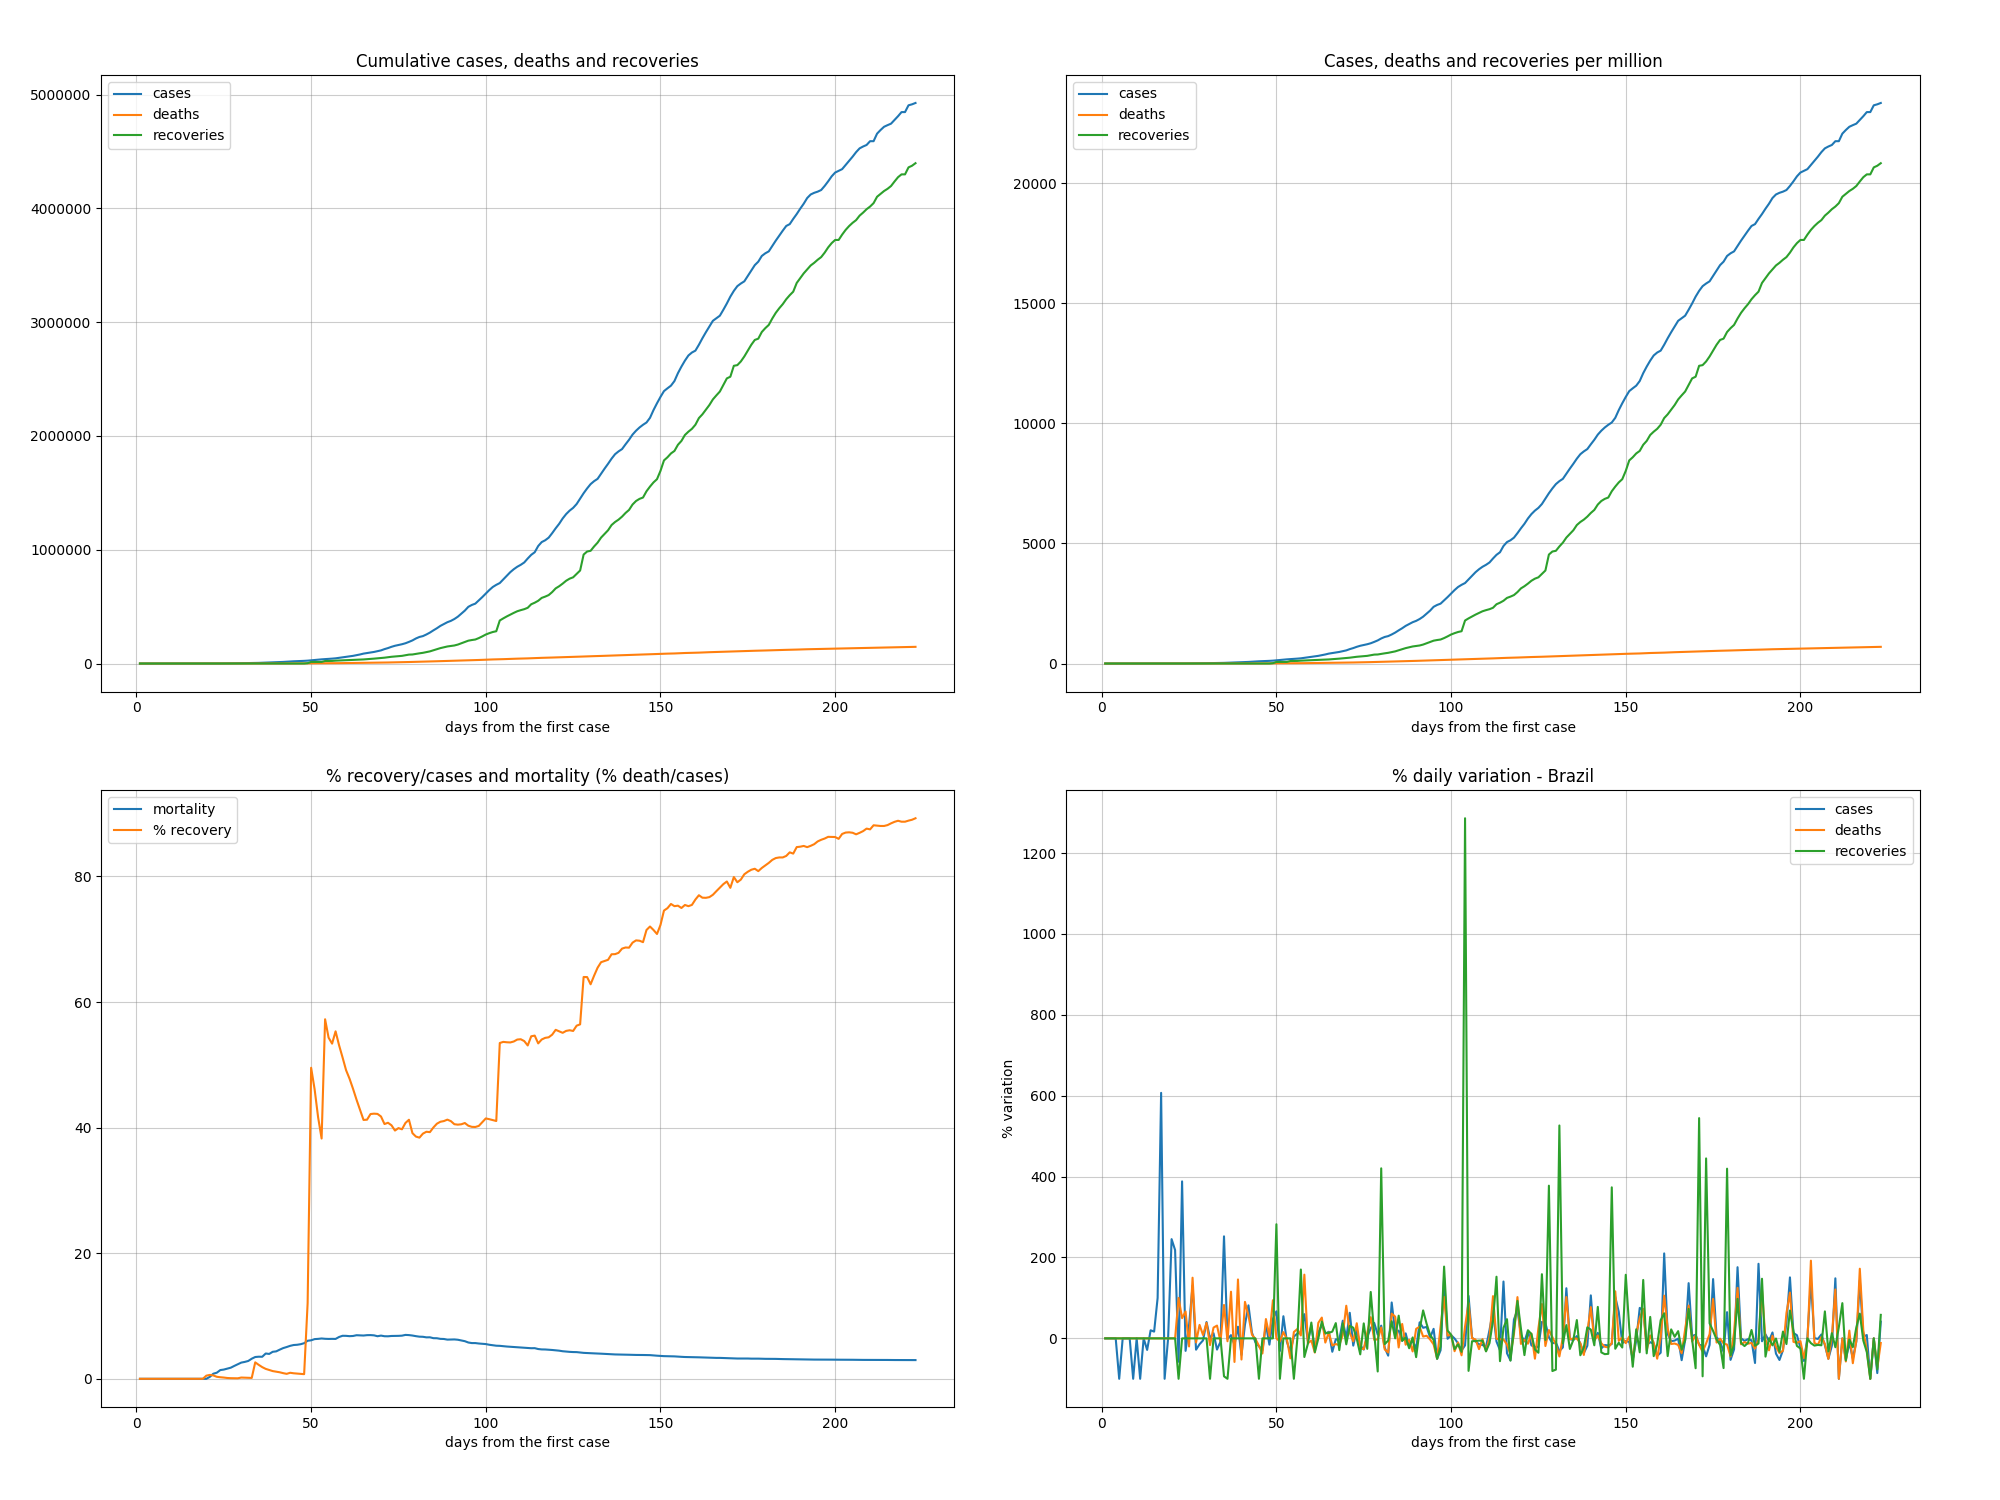 Cumulative cases, deaths and recoveries
cases
deaths
recoveries
5000000
4000000
3000000
2000000
1000000
0
0 50 100 150 200
days from the first case
Cases, deaths and recoveries per million
cases
deaths
recoveries
20000
15000
10000
5000
0
0 50 100 150 200
days from the first case
% recovery/cases and mortality (% death/cases)
mortality
% recovery
80
60
40
20
0
0 50 100 150 200
days from the first case
% daily variation - Brazil
cases
deaths
recoveries
% variation
1200
1000
800
600
400
200
0
0 50 100 150 200
days from the first case